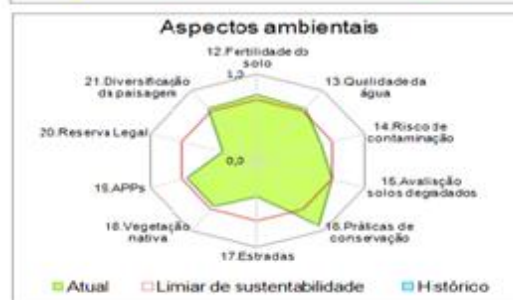 Aspectos ambientais
12.Fertilidade do
solo
1,0
21.Diversificação
da paisagem
13.Qualidade da
água
20.Reserva Legal
14.Risco de
contaminação
0,0
19.APPs
15.Avaliação
solos degradados
18.Vegetação
nativa
16.Práticas de
conservação
17.Estradas
Atual
Limiar de sustentabilidade
Histórico